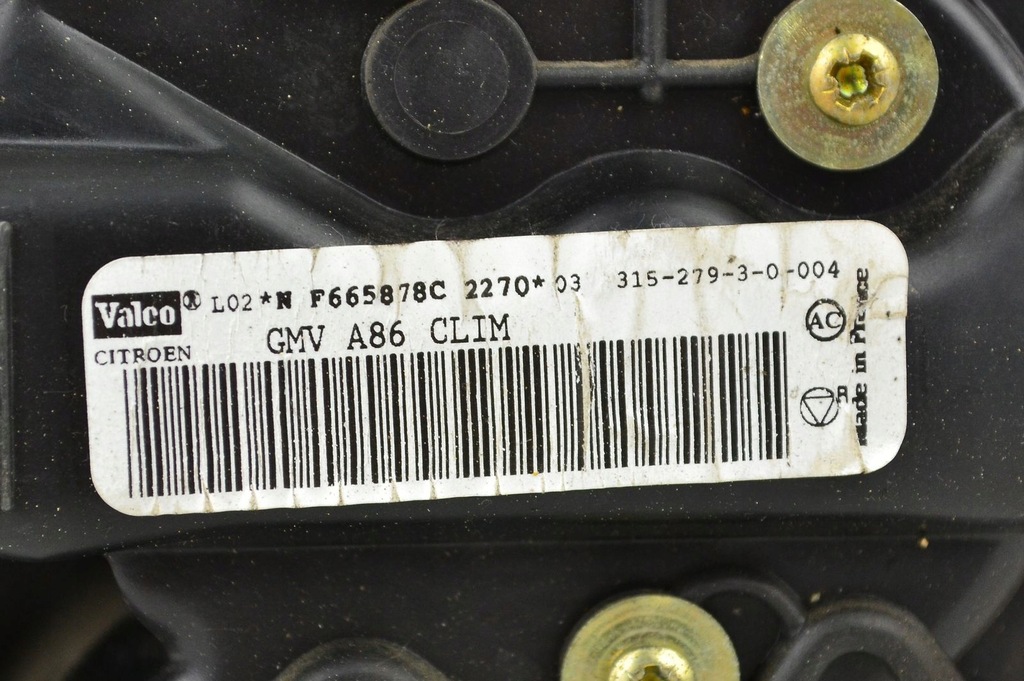 Valeo® L02 *N F665878C 2270* 03 315-279-3-0-004
CITROEN GMV A86 CLIM
AC
R
Made in France